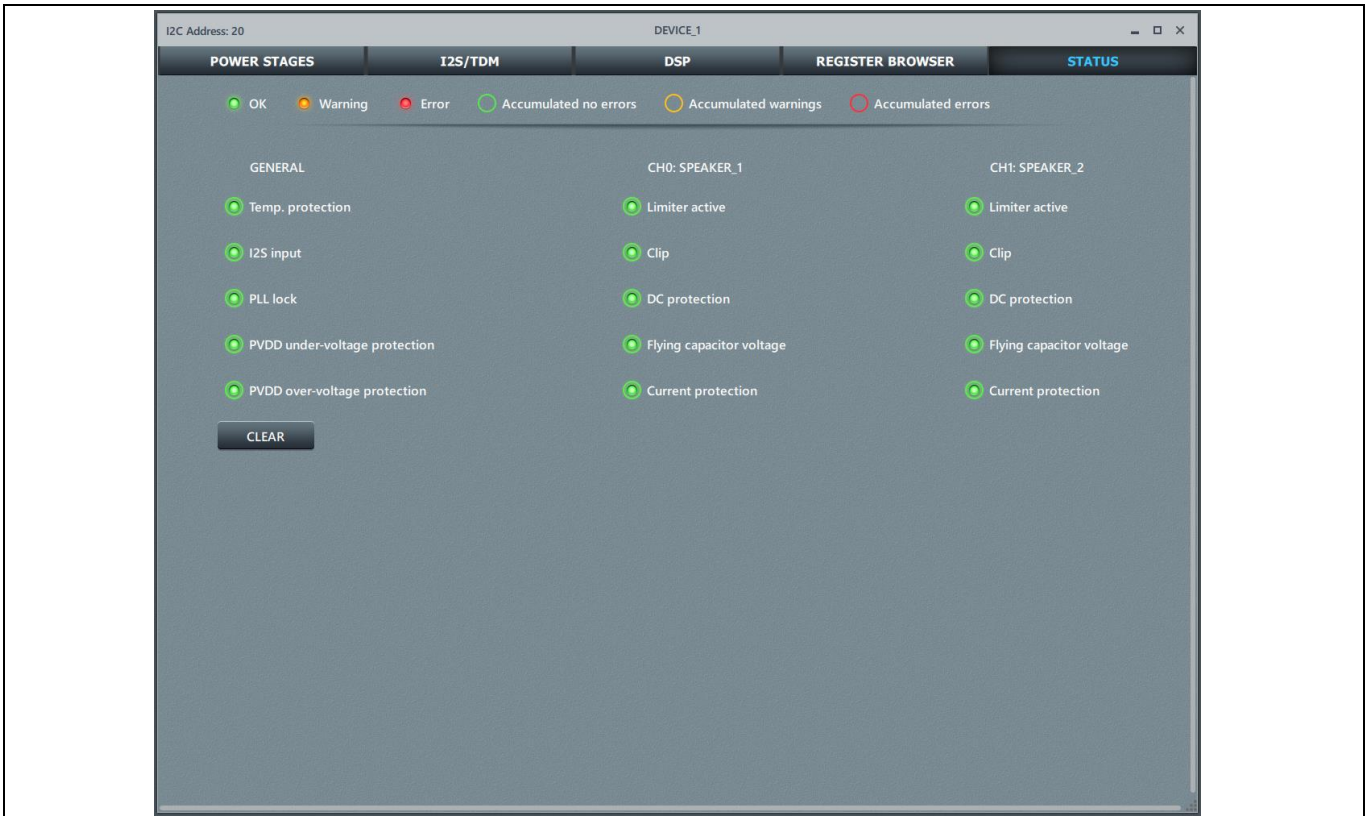 I2C Address: 20 DEVICE_1
POWER STAGES I2S/TDM DSP REGISTER BROWSER STATUS
OK Warning Error Accumulated no errors Accumulated warnings Accumulated errors
GENERAL CH0: SPEAKER_1 CH1: SPEAKER_2
Temp. protection Limiter active Limiter active
I2S input Clip Clip
PLL lock DC protection DC protection
PVDD under-voltage protection Flying capacitor voltage Flying capacitor voltage
PVDD over-voltage protection Current protection Current protection
CLEAR